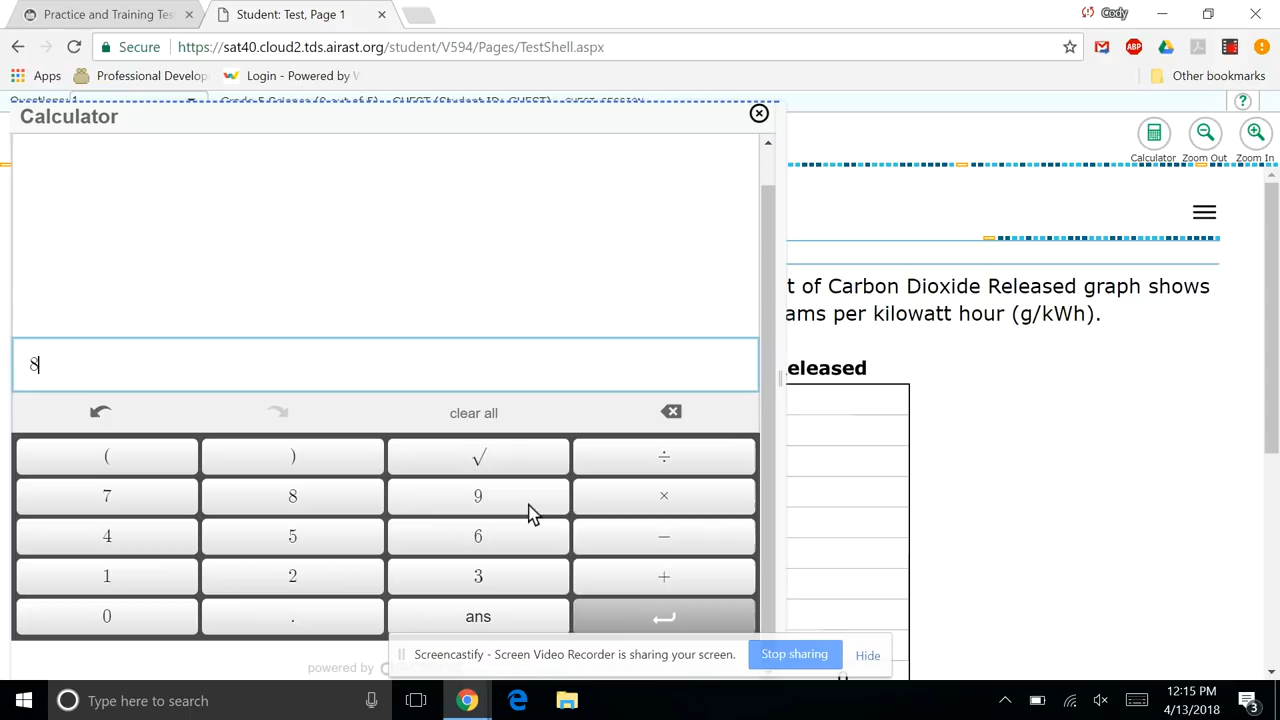 Practice and Training Tes
Student: Test, Page 1
Cody
Secure
https://sat40.cloud2.tds.airast.org/student/V594/Pages/TestShell.aspx
ABP
Apps
Professional Develop
Login - Powered by W
Other bookmarks
?
Calculator
Calculator
Zoom Out
Zoom In
t of Carbon Dioxide Released graph shows
ams per kilowatt hour (g/kWh).
eleased
8
clear all
( ) √ ÷
7 8 9 ×
4 5 6 −
1 2 3 +
0 . ans
powered by
Screencastify - Screen Video Recorder is sharing your screen.
Stop sharing
Hide
Type here to search
12:15 PM
4/13/2018
3